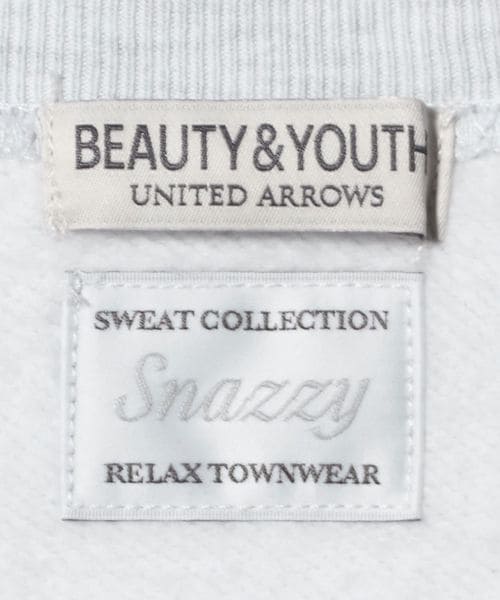 BEAUTY&YOUTH
UNITED ARROWS
SWEAT COLLECTION
Snazzy
RELAX TOWNWEAR